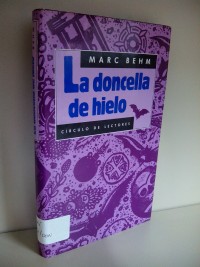 MARC BEHM
La doncella
de hielo
CÍRCULO DE LECTORES